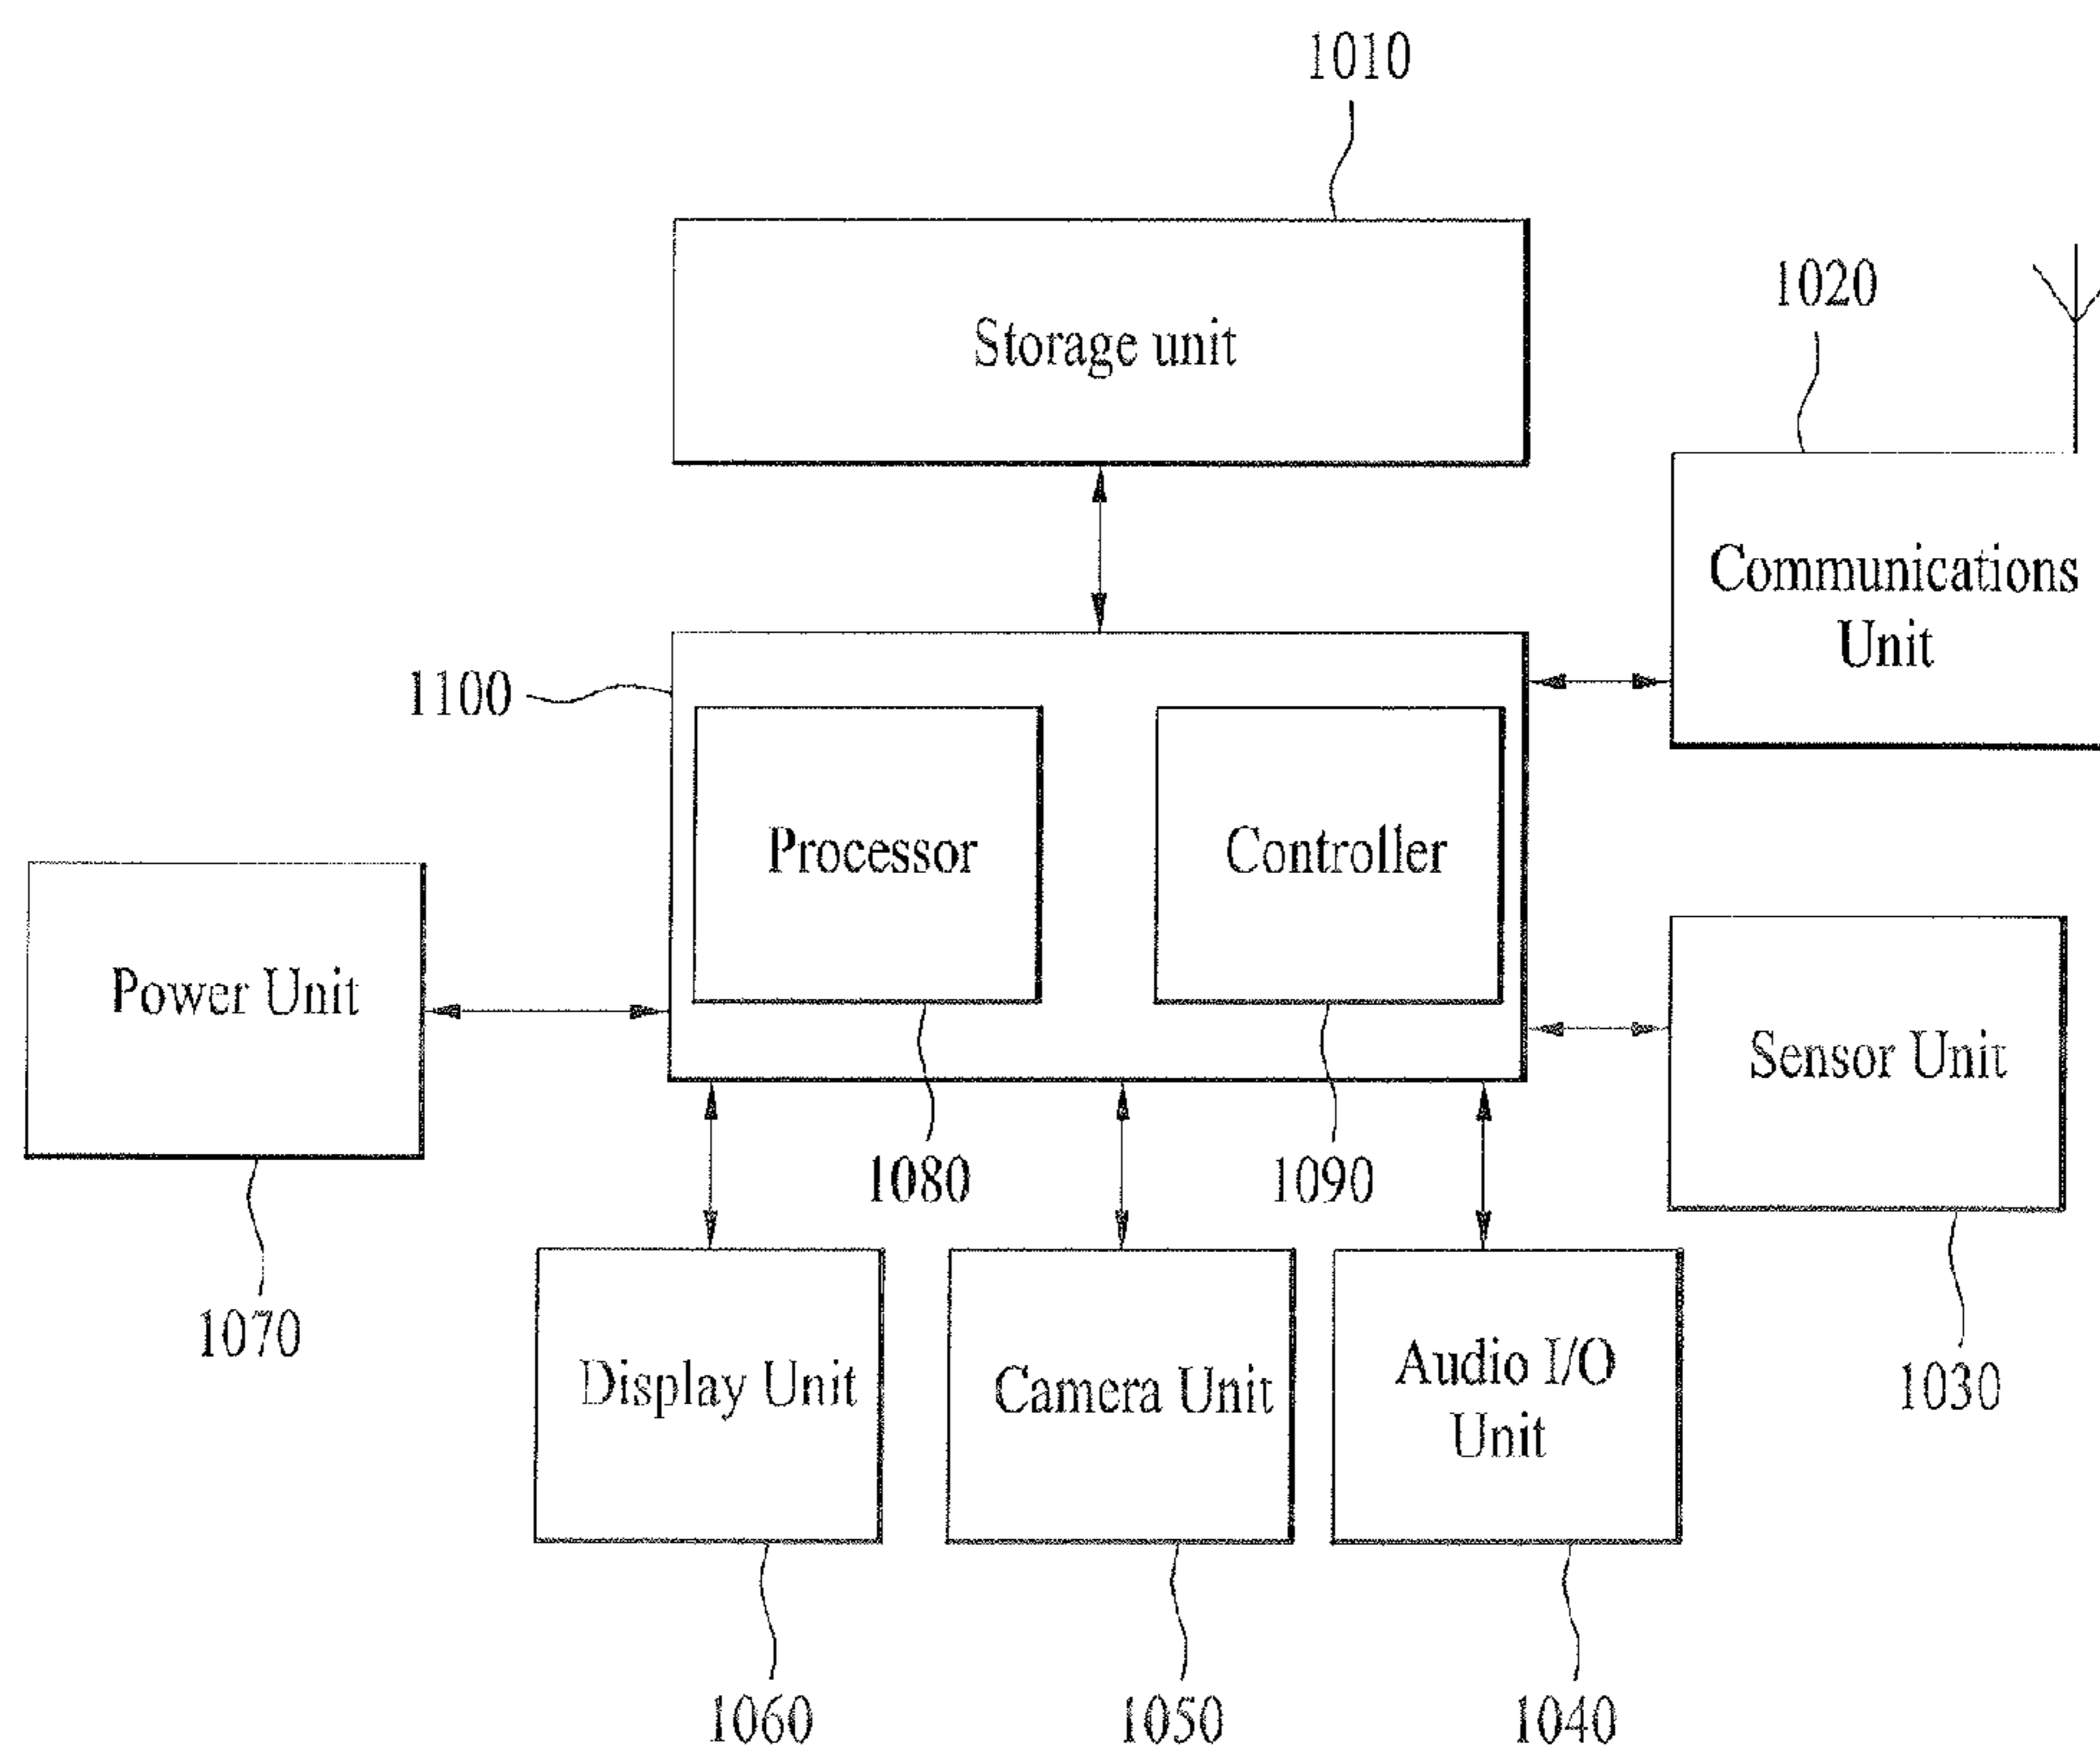 1010
Storage unit
1020
Communications
Unit
1100
Processor
Controller
Power Unit
Sensor Unit
1080
1090
1070
Display Unit
Camera Unit
Audio I/O
Unit
1030
1060
1050
1040